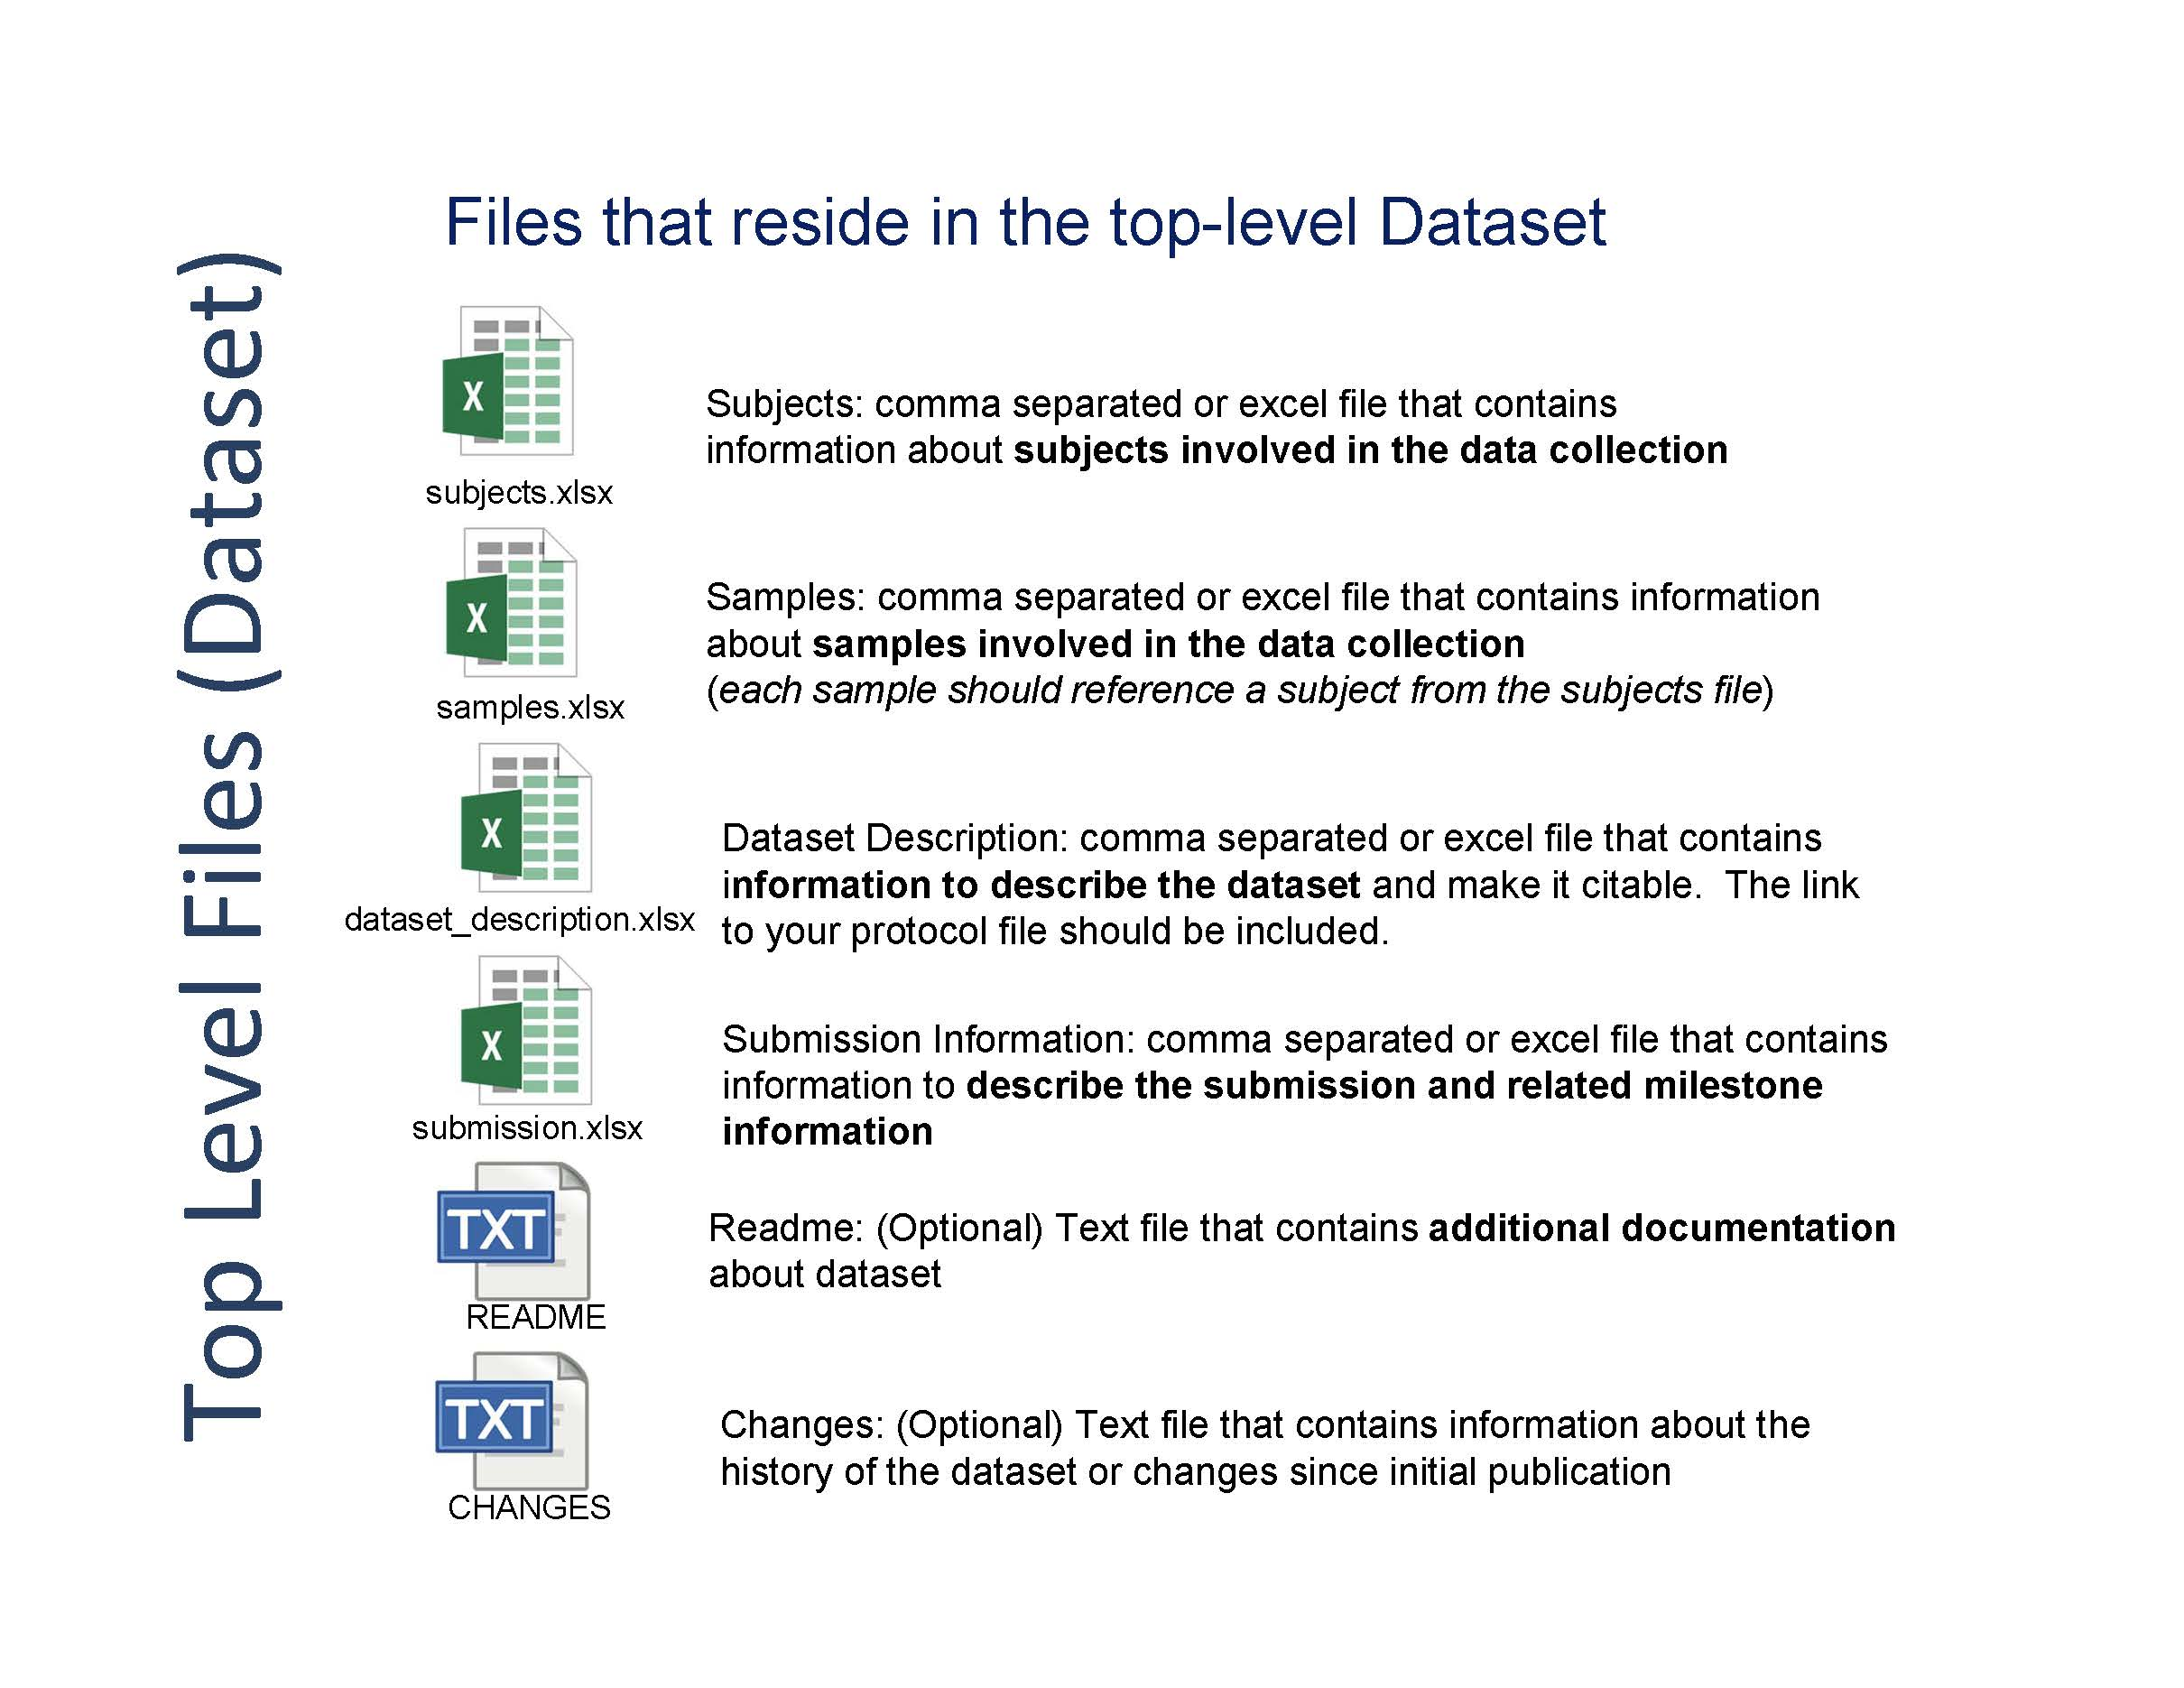 Top Level Files (Dataset)
Files that reside in the top-level Dataset
X
subjects.xlsx
Subjects: comma separated or excel file that contains
information about subjects involved in the data collection
X
samples.xlsx
Samples: comma separated or excel file that contains information
about samples involved in the data collection
(each sample should reference a subject from the subjects file)
X
dataset_description.xlsx
Dataset Description: comma separated or excel file that contains
information to describe the dataset and make it citable.  The link
to your protocol file should be included.
X
submission.xlsx
Submission Information: comma separated or excel file that contains
information to describe the submission and related milestone
information
TXT
README
Readme: (Optional) Text file that contains additional documentation
about dataset
TXT
CHANGES
Changes: (Optional) Text file that contains information about the
history of the dataset or changes since initial publication